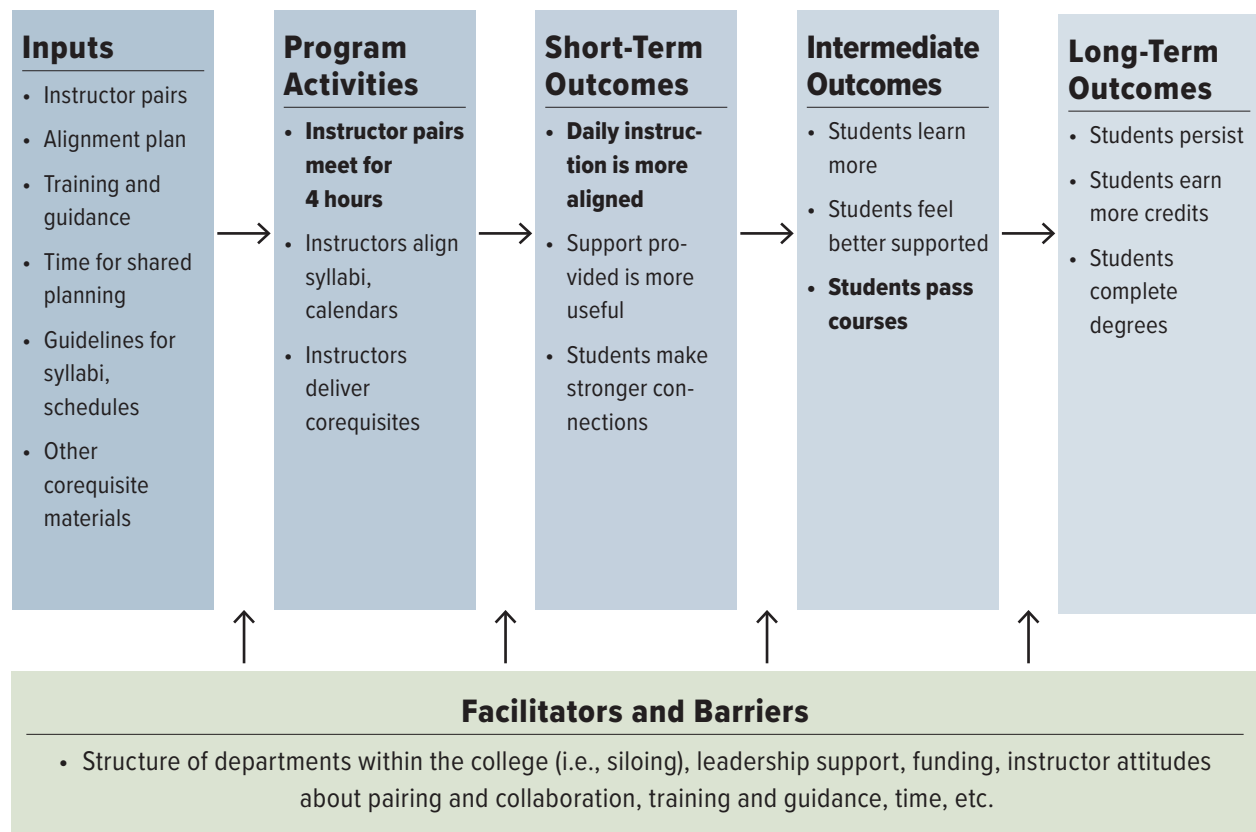 Inputs
• Instructor pairs
• Alignment plan
• Training and
guidance
• Time for shared
planning
• Guidelines for
syllabi,
schedules
• Other
corequisite
materials
Program
Activities
• Instructor pairs
meet for
4 hours
• Instructors align
syllabi,
calendars
• Instructors
deliver
corequisites
Short-Term
Outcomes
• Daily instruc-
tion is more
aligned
• Support pro-
vided is more
useful
• Students make
stronger con-
nections
Intermediate
Outcomes
• Students learn
more
• Students feel
better supported
• Students pass
courses
Long-Term
Outcomes
• Students persist
• Students earn
more credits
• Students
complete
degrees
Facilitators and Barriers
• Structure of departments within the college (i.e., siloing), leadership support, funding, instructor attitudes
about pairing and collaboration, training and guidance, time, etc.